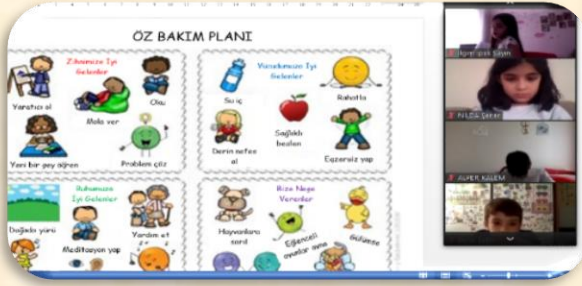 ÖZ BAKIM PLANI
Zihnimize İyi
Gelenler
Yaratıcı ol
Mola ver
Oku
Yeni bir şey öğren
Problem çöz
Vücudumuza İyi
Gelenler
Su iç
Rahatla
Sağlıklı
beslen
Derin nefes
al
Egzersiz yap
Ruhumuza
İyi Gelenler
Doğada yürü
Meditasyon yap
Yardım et
Bize Neşe
Verenler
Hayvanlara
sarıl
Eğlenceli
oyunlar oyna
Gülümse